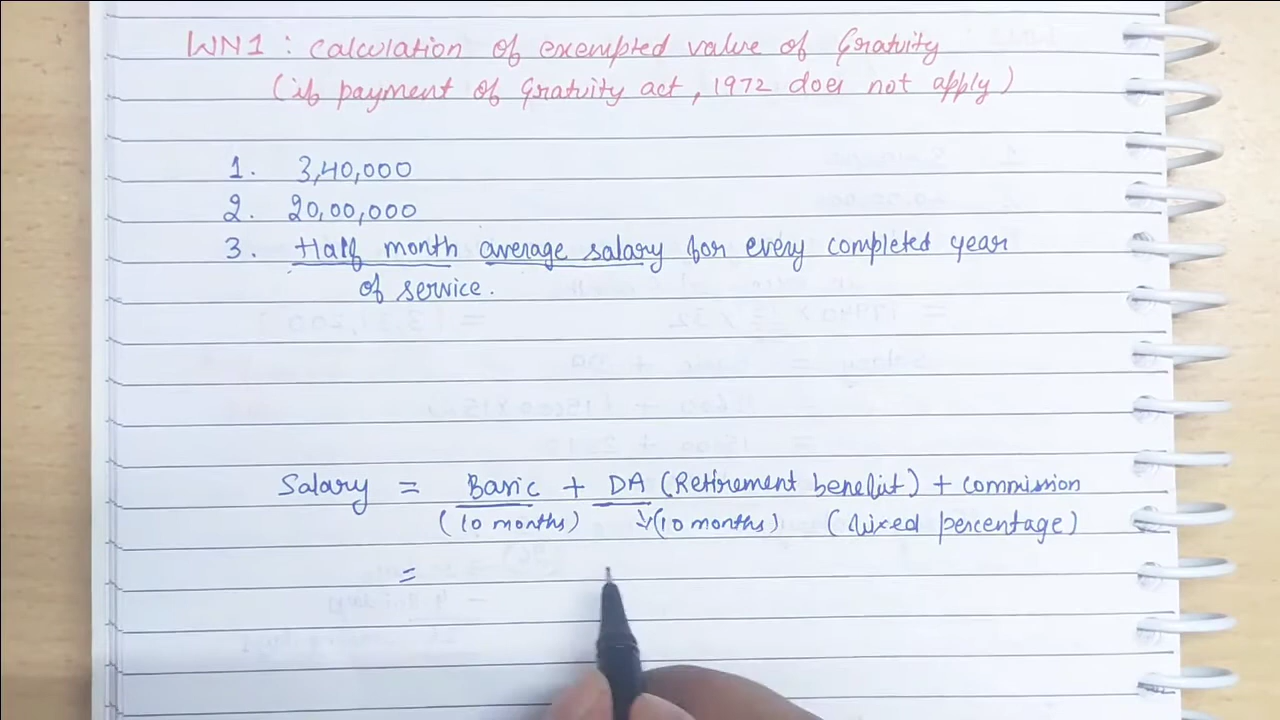 WN1 : Calculation of exempted value of Gratuity
(if payment of Gratuity act, 1972 does not apply)
1. 3,40,000
2. 20,00,000
3. Half month average salary for every completed year
of service.
Salary = Basic + DA (Retirement benefit) + commission
(10 months) (10 months) (fixed percentage)
=